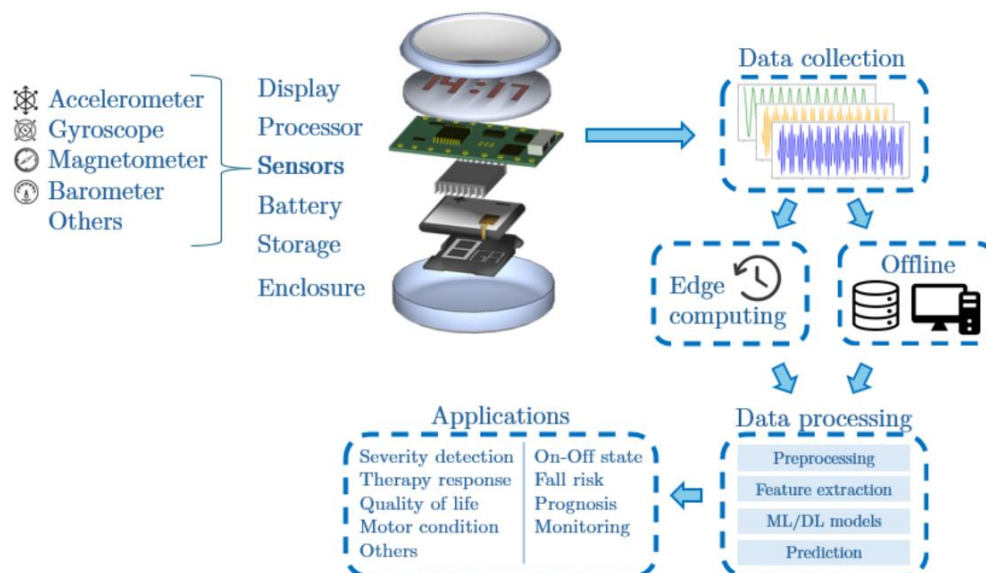 Accelerometer
Gyroscope
Magnetometer
Barometer
Others
Display
Processor
Sensors
Battery
Storage
Enclosure
14:17
Data collection
Edge
computing
Offline
Data processing
Preprocessing
Feature extraction
ML/DL models
Prediction
Applications
Severity detection
Therapy response
Quality of life
Motor condition
Others
On-Off state
Fall risk
Prognosis
Monitoring